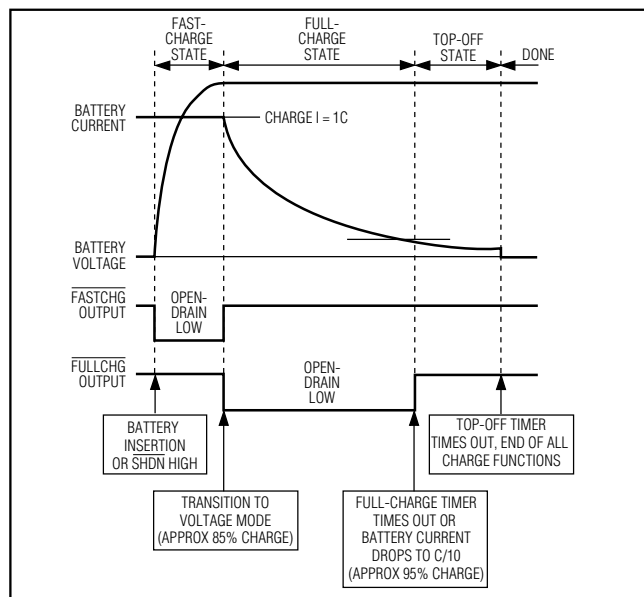 FAST-
CHARGE
STATE
FULL-
CHARGE
STATE
TOP-OFF
STATE
DONE
BATTERY
CURRENT
CHARGE I = 1C
BATTERY
VOLTAGE
FASTCHG
OUTPUT
OPEN-
DRAIN
LOW
FULLCHG
OUTPUT
OPEN-
DRAIN
LOW
BATTERY
INSERTION
OR SHDN HIGH
TOP-OFF TIMER
TIMES OUT, END OF ALL
CHARGE FUNCTIONS
TRANSITION TO
VOLTAGE MODE
(APPROX 85% CHARGE)
FULL-CHARGE TIMER
TIMES OUT OR
BATTERY CURRENT
DROPS TO C/10
(APPROX 95% CHARGE)